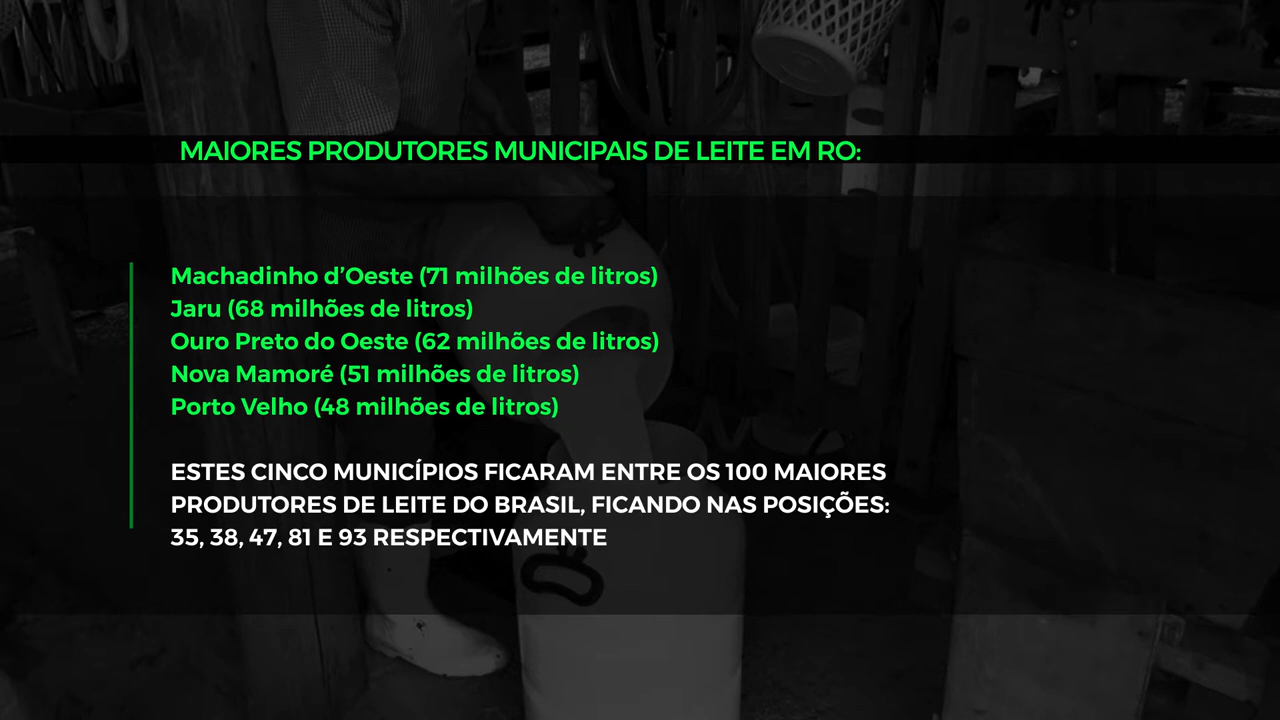 MAIORES PRODUTORES MUNICIPAIS DE LEITE EM RO:
Machadinho d’Oeste (71 milhões de litros)
Jaru (68 milhões de litros)
Ouro Preto do Oeste (62 milhões de litros)
Nova Mamoré (51 milhões de litros)
Porto Velho (48 milhões de litros)
ESTES CINCO MUNICÍPIOS FICARAM ENTRE OS 100 MAIORES
PRODUTORES DE LEITE DO BRASIL, FICANDO NAS POSIÇÕES:
35, 38, 47, 81 E 93 RESPECTIVAMENTE